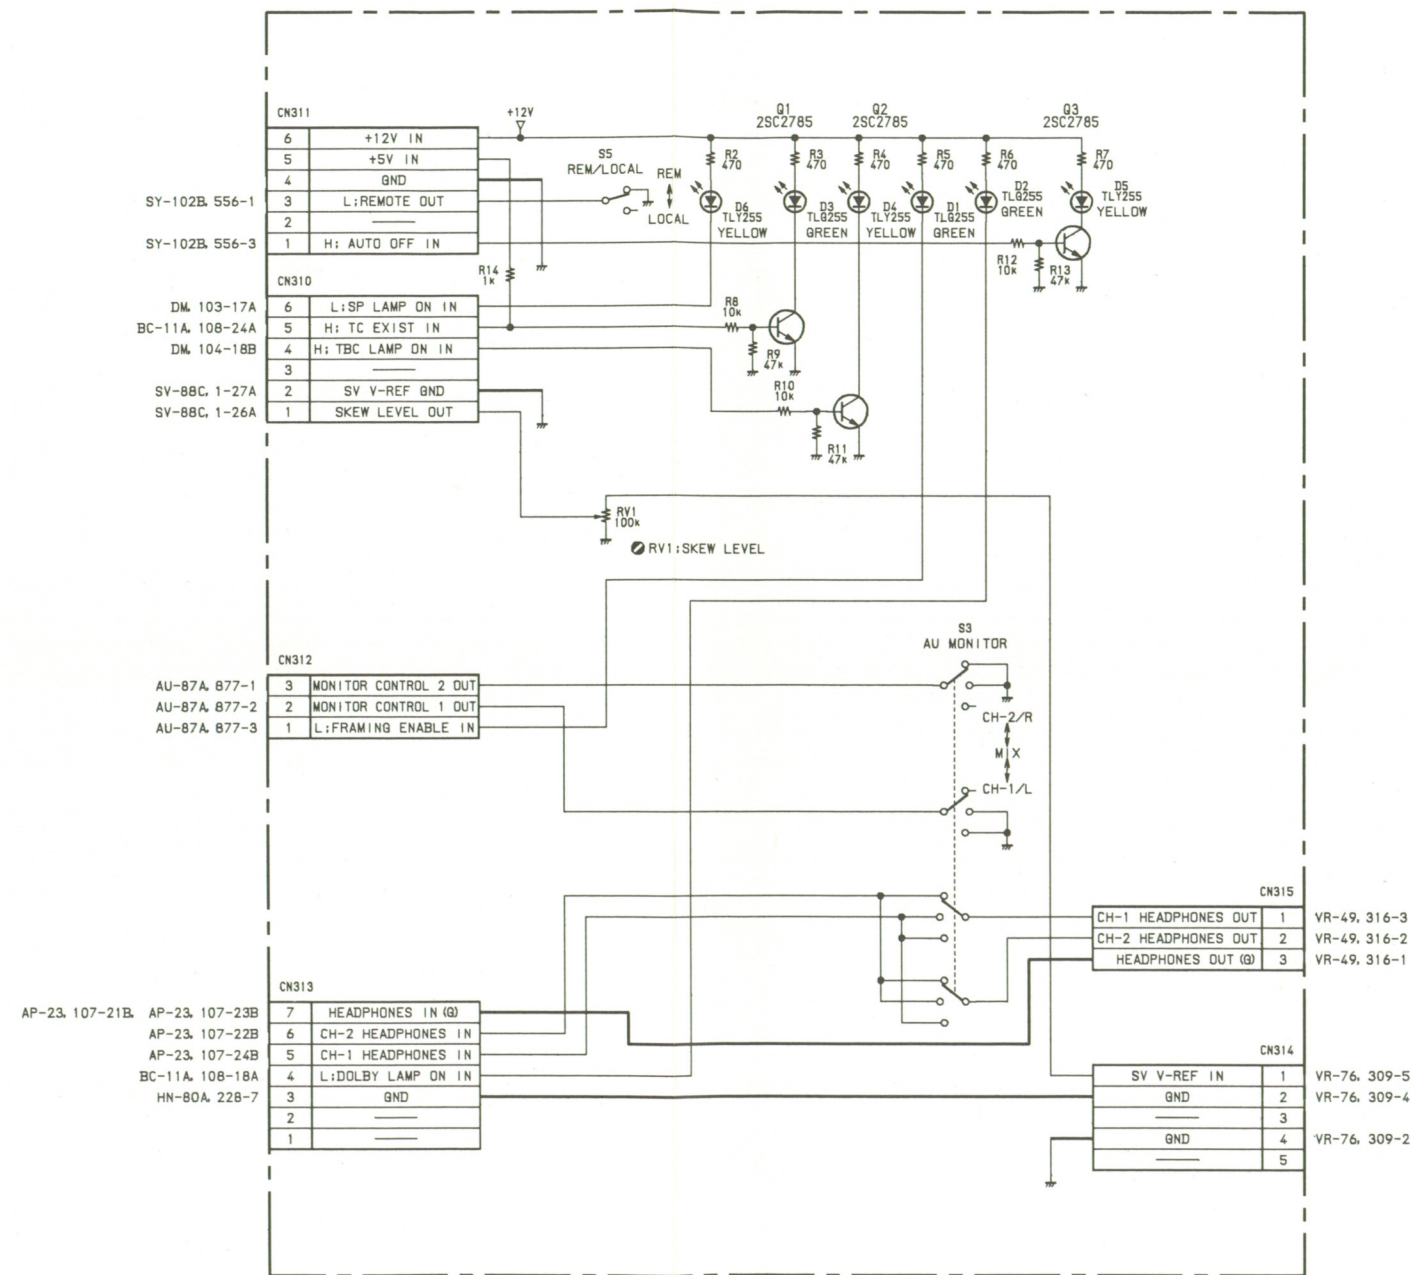 CN311
6 +12V IN
5 +5V IN
4 GND
SY-102B, 556-1 3 L;REMOTE OUT
2
SY-102B, 556-3 1 H; AUTO OFF IN
+12V
S5
REM/LOCAL
REM
LOCAL
Q1
2SC2785
Q2
2SC2785
Q3
2SC2785
R2
470
R3
470
R4
470
R5
470
R6
470
R7
470
D6
TLY255
YELLOW
D3
TLG255
GREEN
D4
TLY255
YELLOW
D1
TLG255
GREEN
D2
TLG255
GREEN
D5
TLY255
YELLOW
R12
10k
R13
47k
R14
1k
CN310
DM, 103-17A 6 L;SP LAMP ON IN
BC-11A, 108-24A 5 H; TC EXIST IN
DM, 104-18B 4 H; TBC LAMP ON IN
3
SV-88C, 1-27A 2 SV V-REF GND
SV-88C, 1-26A 1 SKEW LEVEL OUT
R8
10k
R9
47k
R10
10k
R11
47k
RV1
100k
RV1;SKEW LEVEL
S3
AU MONITOR
CH-2/R
MIX
CH-1/L
CN312
AU-87A, 877-1 3 MONITOR CONTROL 2 OUT
AU-87A, 877-2 2 MONITOR CONTROL 1 OUT
AU-87A, 877-3 1 L;FRAMING ENABLE IN
CN315
CH-1 HEADPHONES OUT 1 VR-49, 316-3
CH-2 HEADPHONES OUT 2 VR-49, 316-2
HEADPHONES OUT (G) 3 VR-49, 316-1
CN313
AP-23, 107-21B, AP-23, 107-23B 7 HEADPHONES IN (G)
AP-23, 107-22B 6 CH-2 HEADPHONES IN
AP-23, 107-24B 5 CH-1 HEADPHONES IN
BC-11A, 108-18A 4 L;DOLBY LAMP ON IN
HN-80A, 228-7 3 GND
2
1
CN314
SV V-REF IN 1 VR-76, 309-5
GND 2 VR-76, 309-4
3
GND 4 VR-76, 309-2
5